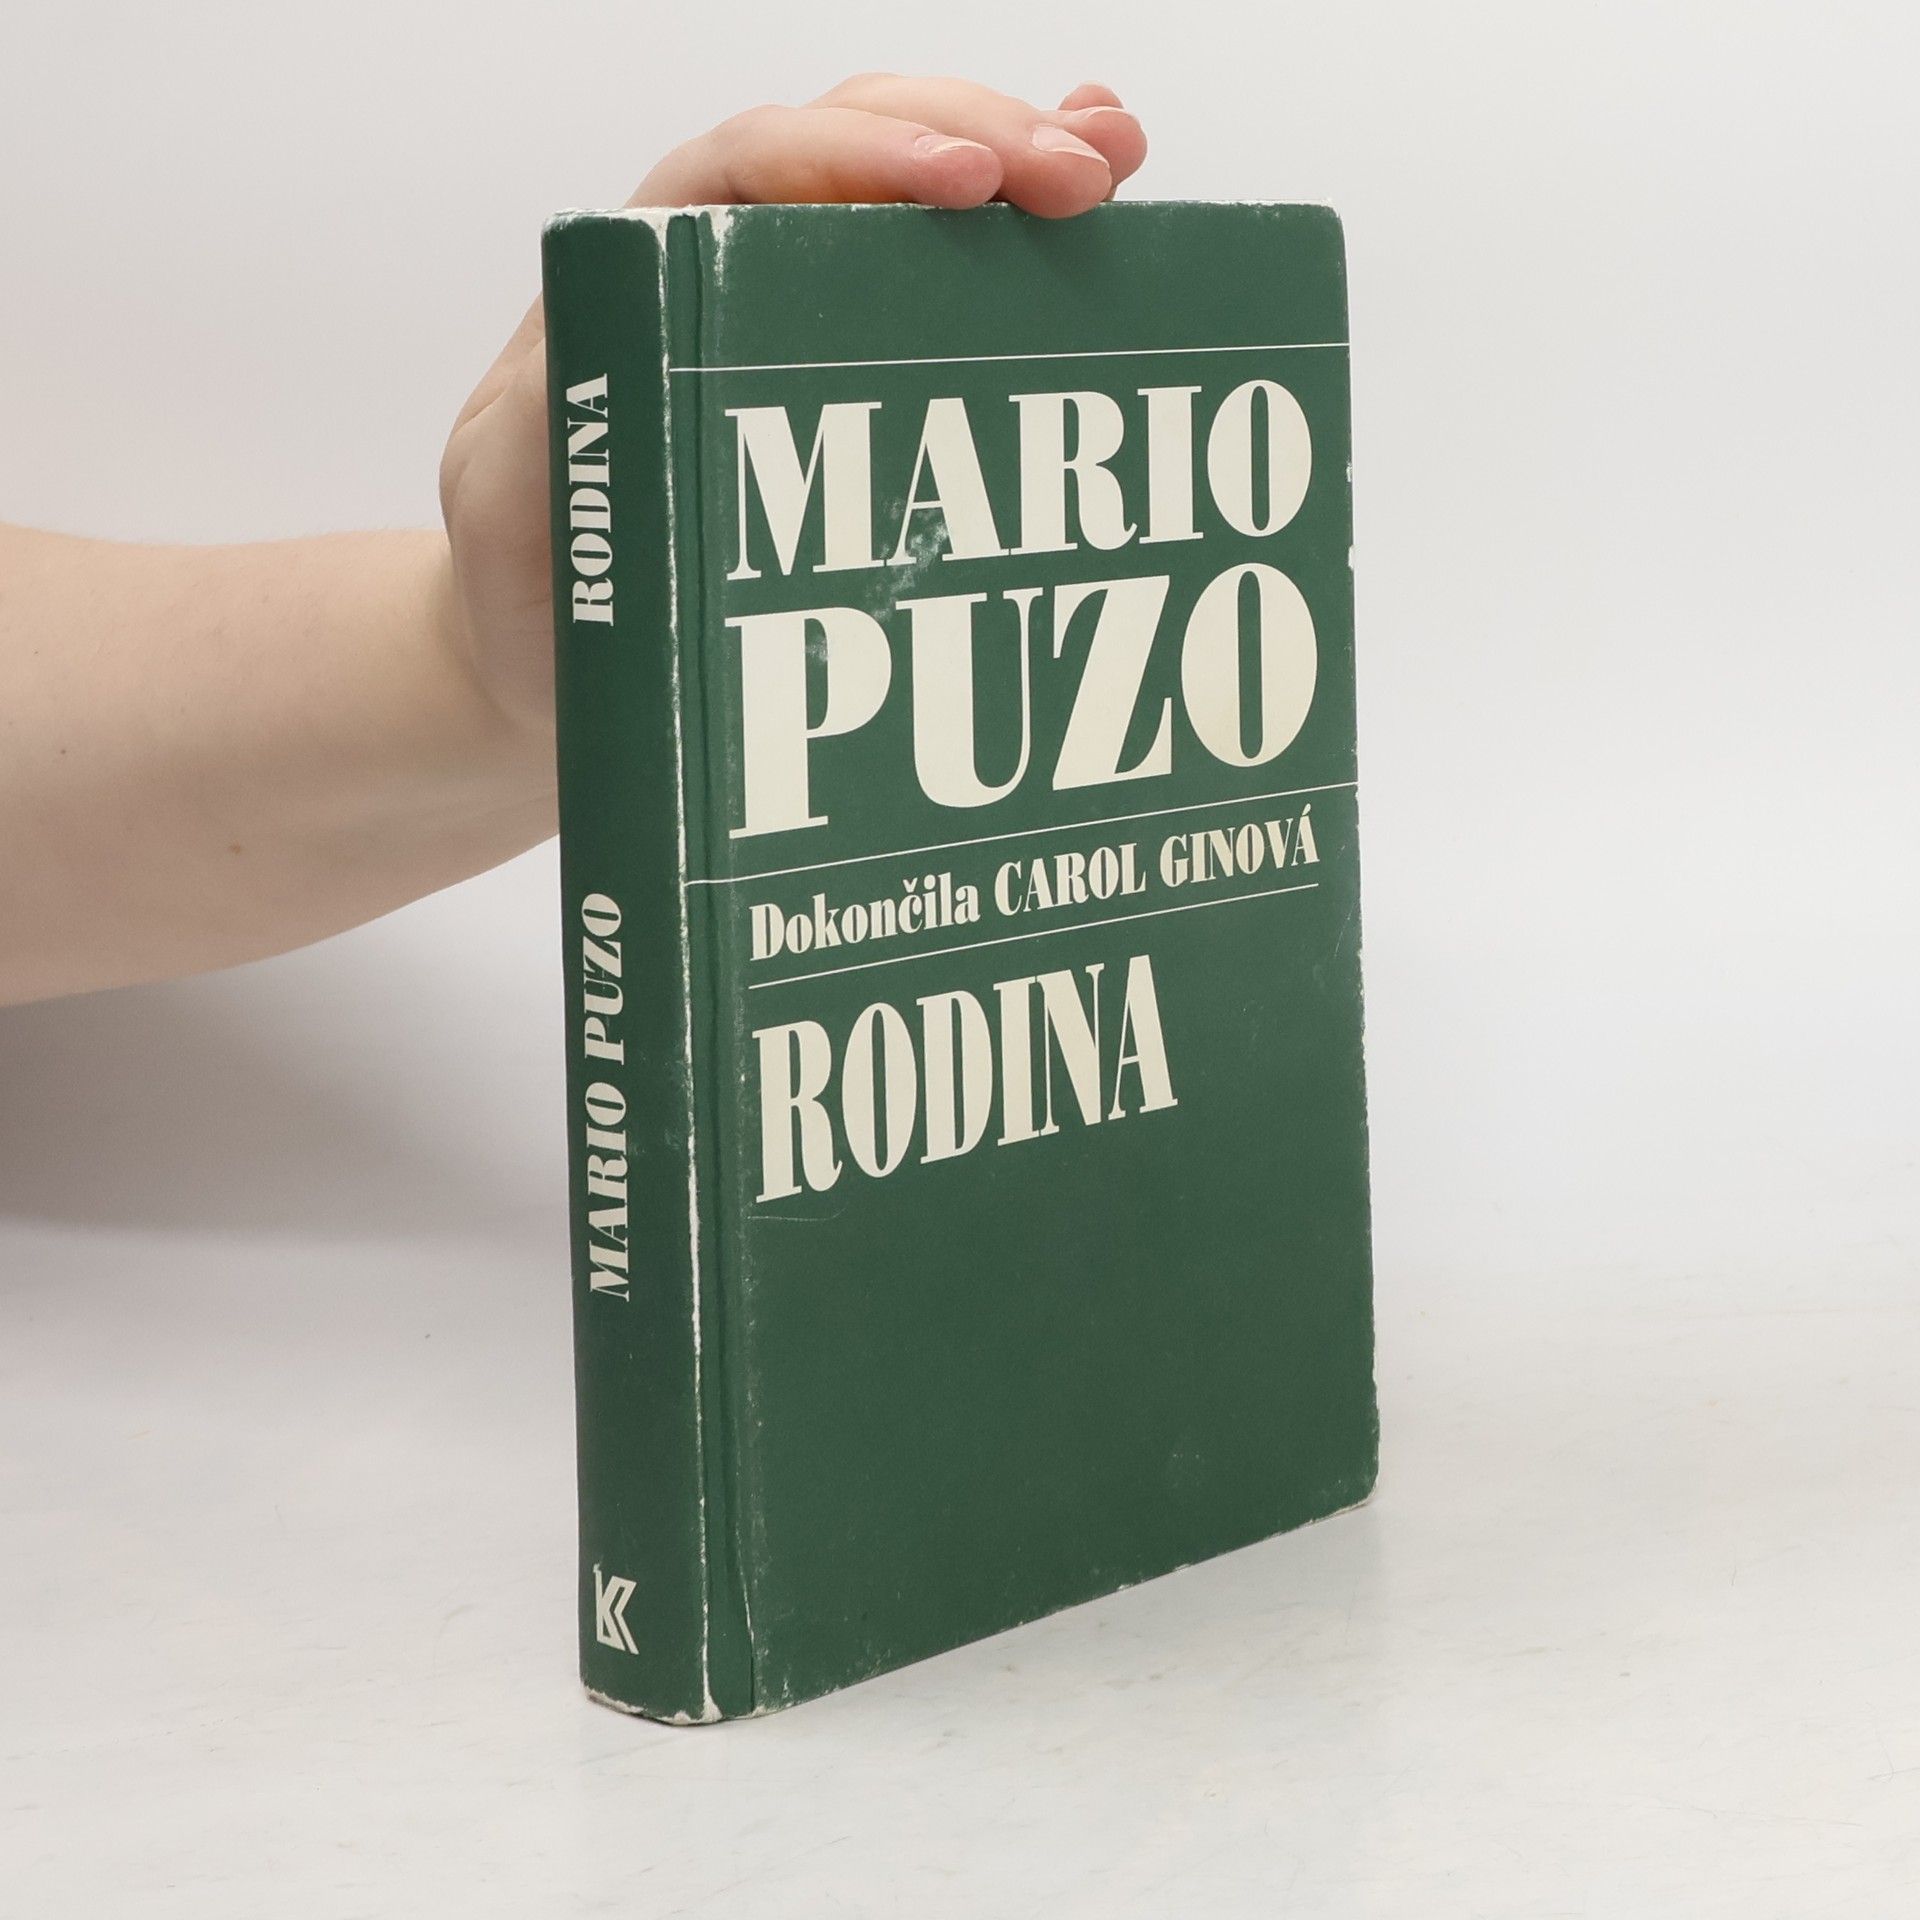 MARIO
PUZO
Dokončila CAROL GINOVÁ
RODINA
MARIO PUZO RODINA
K